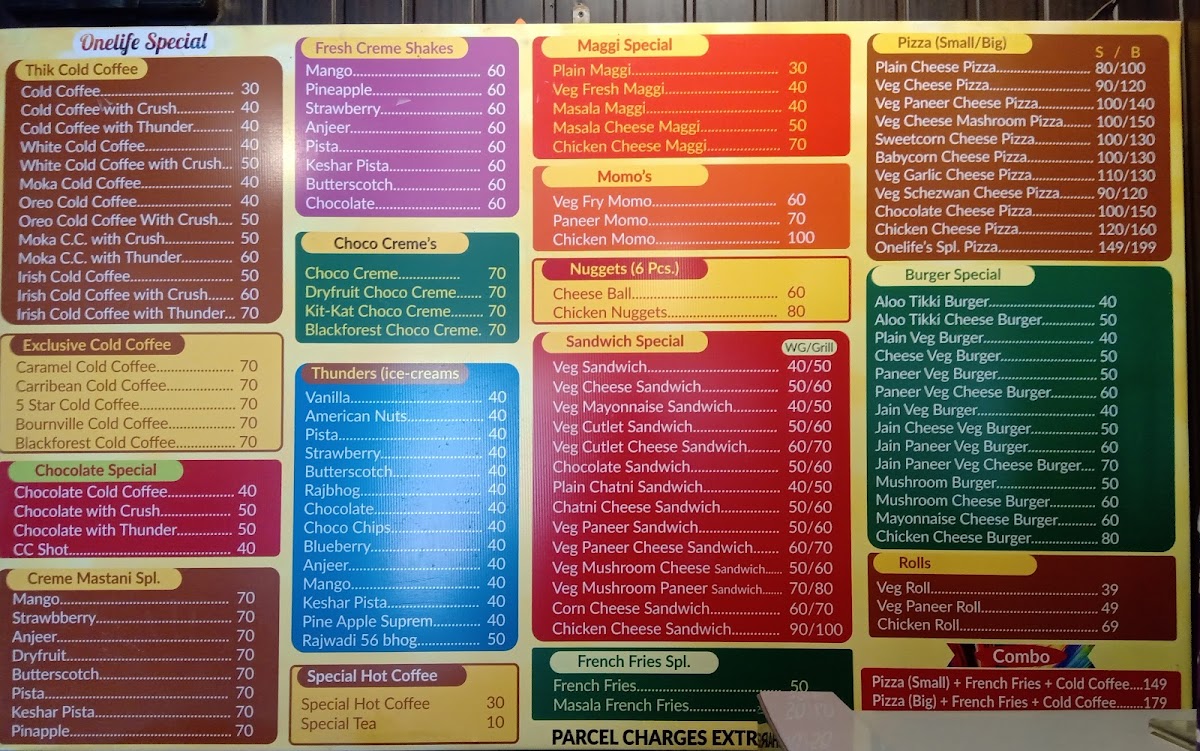 Onelife Special
Thik Cold Coffee
Cold Coffee.......... 30
Cold Coffee with Crush.......... 40
Cold Coffee with Thunder.......... 40
White Cold Coffee.......... 40
White Cold Coffee with Crush... 50
Moka Cold Coffee.......... 40
Oreo Cold Coffee.......... 40
Oreo Cold Coffee With Crush.... 50
Moka C.C. with Crush.......... 50
Moka C.C. with Thunder.......... 60
Irish Cold Coffee.......... 50
Irish Cold Coffee with Crush....... 60
Irish Cold Coffee with Thunder... 70
Exclusive Cold Coffee
Caramel Cold Coffee.......... 70
Carribean Cold Coffee.......... 70
5 Star Cold Coffee.......... 70
Bournville Cold Coffee.......... 70
Blackforest Cold Coffee.......... 70
Chocolate Special
Chocolate Cold Coffee.......... 40
Chocolate with Crush.......... 50
Chocolate with Thunder.......... 50
CC Shot.......... 40
Creme Mastani Spl.
Mango.......... 70
Strawbberry.......... 70
Anjeer.......... 70
Dryfruit.......... 70
Butterscotch.......... 70
Pista.......... 70
Keshar Pista.......... 70
Pinapple.......... 70
Fresh Creme Shakes
Mango.......... 60
Pineapple.......... 60
Strawberry.......... 60
Anjeer.......... 60
Pista.......... 60
Keshar Pista.......... 60
Butterscotch.......... 60
Chocolate.......... 60
Choco Creme's
Choco Creme.......... 70
Dryfruit Choco Creme....... 70
Kit-Kat Choco Creme........ 70
Blackforest Choco Creme. 70
Thunders (ice-creams
Vanilla.......... 40
American Nuts.......... 40
Pista.......... 40
Strawberry.......... 40
Butterscotch.......... 40
Rajbhog.......... 40
Chocolate.......... 40
Choco Chips.......... 40
Blueberry.......... 40
Anjeer.......... 40
Mango.......... 40
Keshar Pista.......... 40
Pine Apple Suprem.......... 40
Rajwadi 56 bhog.......... 50
Special Hot Coffee
Special Hot Coffee 30
Special Tea 10
Maggi Special
Plain Maggi.......... 30
Veg Fresh Maggi.......... 40
Masala Maggi.......... 40
Masala Cheese Maggi.......... 50
Chicken Cheese Maggi.......... 70
Momo's
Veg Fry Momo.......... 60
Paneer Momo.......... 70
Chicken Momo.......... 100
Nuggets (6 Pcs.)
Cheese Ball.......... 60
Chicken Nuggets.......... 80
Sandwich Special
WG/Grill
Veg Sandwich.......... 40/50
Veg Cheese Sandwich.......... 50/60
Veg Mayonnaise Sandwich.......... 40/50
Veg Cutlet Sandwich.......... 50/60
Veg Cutlet Cheese Sandwich.......... 60/70
Chocolate Sandwich.......... 50/60
Plain Chatni Sandwich.......... 40/50
Chatni Cheese Sandwich.......... 50/60
Veg Paneer Sandwich.......... 50/60
Veg Paneer Cheese Sandwich....... 60/70
Veg Mushroom Cheese Sandwich...... 50/60
Veg Mushroom Paneer Sandwich...... 70/80
Corn Cheese Sandwich.......... 60/70
Chicken Cheese Sandwich.......... 90/100
French Fries Spl.
French Fries.......... 50
Masala French Fries..........
PARCEL CHARGES EXTR
Pizza (Small/Big)
S / B
Plain Cheese Pizza.......... 80/100
Veg Cheese Pizza.......... 90/120
Veg Paneer Cheese Pizza.......... 100/140
Veg Cheese Mashroom Pizza....... 100/150
Sweetcorn Cheese Pizza.......... 100/130
Babycorn Cheese Pizza.......... 100/130
Veg Garlic Cheese Pizza.......... 110/130
Veg Schezwan Cheese Pizza........ 90/120
Chocolate Cheese Pizza.......... 100/150
Chicken Cheese Pizza.......... 120/160
Onelife's Spl. Pizza.......... 149/199
Burger Special
Aloo Tikki Burger.......... 40
Aloo Tikki Cheese Burger.......... 50
Plain Veg Burger.......... 40
Cheese Veg Burger.......... 50
Paneer Veg Burger.......... 50
Paneer Veg Cheese Burger.......... 60
Jain Veg Burger.......... 40
Jain Cheese Veg Burger.......... 50
Jain Paneer Veg Burger.......... 60
Jain Paneer Veg Cheese Burger.... 70
Mushroom Burger.......... 50
Mushroom Cheese Burger.......... 60
Mayonnaise Cheese Burger.......... 60
Chicken Cheese Burger.......... 80
Rolls
Veg Roll.......... 39
Veg Paneer Roll.......... 49
Chicken Roll.......... 69
Combo
Pizza (Small) + French Fries + Cold Coffee....149
Pizza (Big) + French Fries + Cold Coffee........179